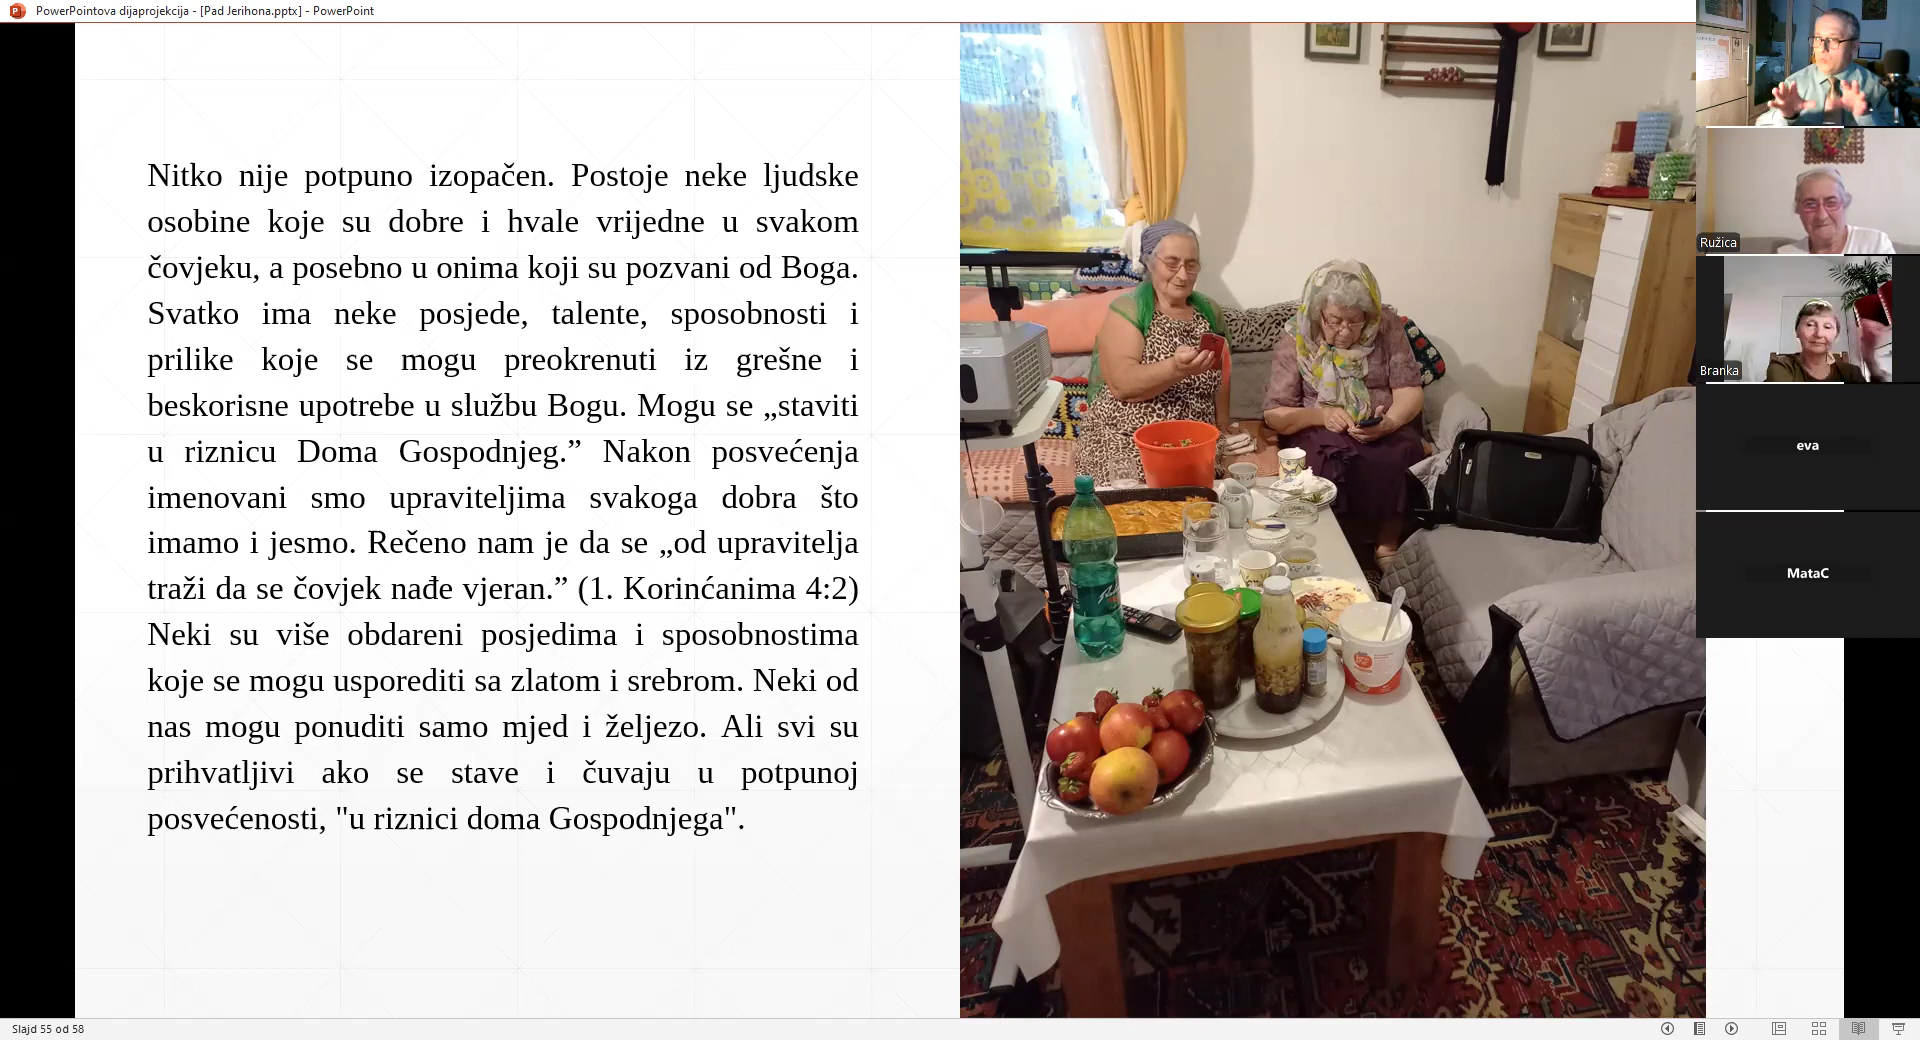 PowerPointova dijaprojekcija - [Pad Jerihona.pptx] - PowerPoint
Nitko nije potpuno izopačen. Postoje neke ljudske
osobine koje su dobre i hvale vrijedne u svakom
čovjeku, a posebno u onima koji su pozvani od Boga.
Svatko ima neke posjede, talente, sposobnosti i
prilike koje se mogu preokrenuti iz grešne i
beskorisne upotrebe u službu Bogu. Mogu se „staviti
u riznicu Doma Gospodnjeg.” Nakon posvećenja
imenovani smo upraviteljima svakoga dobra što
imamo i jesmo. Rečeno nam je da se „od upravitelja
traži da se čovjek nađe vjeran.” (1. Korinćanima 4:2)
Neki su više obdareni posjedima i sposobnostima
koje se mogu usporediti sa zlatom i srebrom. Neki od
nas mogu ponuditi samo mjed i željezo. Ali svi su
prihvatljivi ako se stave i čuvaju u potpunoj
posvećenosti, "u riznici doma Gospodnjega".
Ružica
Branka
eva
MataC
Slajd 55 od 58